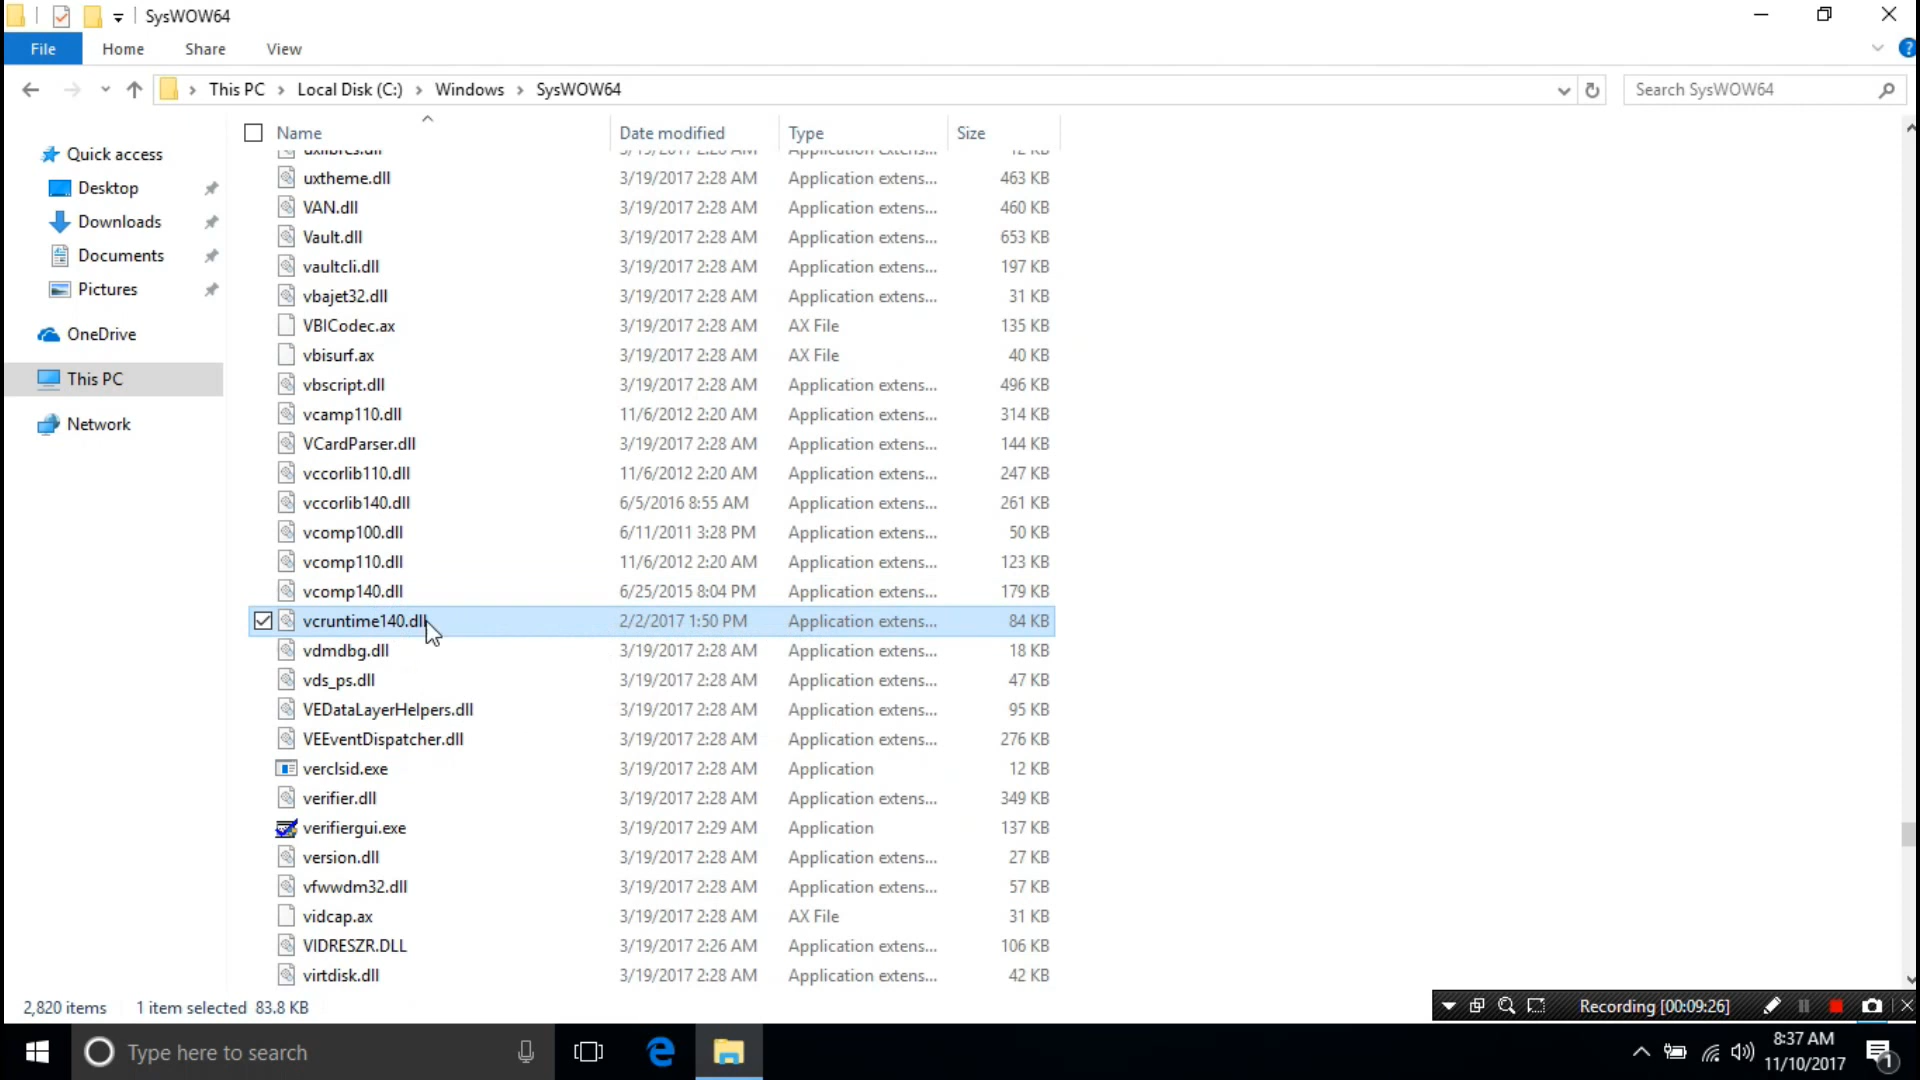 SysWOW64
File Home Share View
This PC Local Disk (C:) Windows SysWOW64 Search SysWOW64
Name Date modified Type Size
Quick access
Desktop
Downloads
Documents
Pictures
OneDrive
This PC
Network
uxtheme.dll 3/19/2017 2:28 AM Application extens... 463 KB
VAN.dll 3/19/2017 2:28 AM Application extens... 460 KB
Vault.dll 3/19/2017 2:28 AM Application extens... 653 KB
vaultcli.dll 3/19/2017 2:28 AM Application extens... 197 KB
vbajet32.dll 3/19/2017 2:28 AM Application extens... 31 KB
VBICodec.ax 3/19/2017 2:28 AM AX File 135 KB
vbisurf.ax 3/19/2017 2:28 AM AX File 40 KB
vbscript.dll 3/19/2017 2:28 AM Application extens... 496 KB
vcamp110.dll 11/6/2012 2:20 AM Application extens... 314 KB
VCardParser.dll 3/19/2017 2:28 AM Application extens... 144 KB
vccorlib110.dll 11/6/2012 2:20 AM Application extens... 247 KB
vccorlib140.dll 6/5/2016 8:55 AM Application extens... 261 KB
vcomp100.dll 6/11/2011 3:28 PM Application extens... 50 KB
vcomp110.dll 11/6/2012 2:20 AM Application extens... 123 KB
vcomp140.dll 6/25/2015 8:04 PM Application extens... 179 KB
vcruntime140.dll 2/2/2017 1:50 PM Application extens... 84 KB
vdmdbg.dll 3/19/2017 2:28 AM Application extens... 18 KB
vds_ps.dll 3/19/2017 2:28 AM Application extens... 47 KB
VEDataLayerHelpers.dll 3/19/2017 2:28 AM Application extens... 95 KB
VEEventDispatcher.dll 3/19/2017 2:28 AM Application extens... 276 KB
verclsid.exe 3/19/2017 2:28 AM Application 12 KB
verifier.dll 3/19/2017 2:28 AM Application extens... 349 KB
verifiergui.exe 3/19/2017 2:29 AM Application 137 KB
version.dll 3/19/2017 2:28 AM Application extens... 27 KB
vfwwdm32.dll 3/19/2017 2:28 AM Application extens... 57 KB
vidcap.ax 3/19/2017 2:28 AM AX File 31 KB
VIDRESZR.DLL 3/19/2017 2:26 AM Application extens... 106 KB
virtdisk.dll 3/19/2017 2:28 AM Application extens... 42 KB
2,820 items 1 item selected 83.8 KB
Recording [00:09:26]
Type here to search
8:37 AM
11/10/2017
1